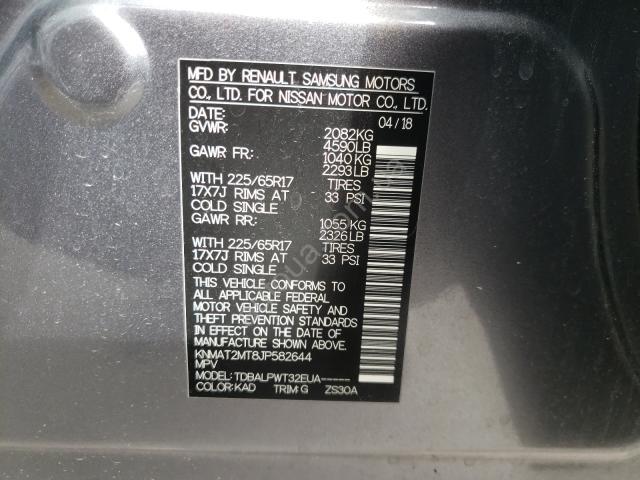 MFD BY RENAULT SAMSUNG MOTORS
CO., LTD. FOR NISSAN MOTOR CO., LTD.
DATE: 04/18
GVWR: 2082KG
4590LB
GAWR FR: 1040KG
2293LB
WITH 225/65R17 TIRES
17X7J RIMS AT 33 PSI
COLD SINGLE
GAWR RR: 1055KG
2326LB
WITH 225/65R17 TIRES
17X7J RIMS AT 33 PSI
COLD SINGLE
THIS VEHICLE CONFORMS TO
ALL APPLICABLE FEDERAL
MOTOR VEHICLE SAFETY AND
THEFT PREVENTION STANDARDS
IN EFFECT ON THE DATE OF
MANUFACTURE SHOWN ABOVE.
KNMAT2MT8JP582644
MPV
MODEL: TDBALPWT32EUA------
COLOR: KAD TRIM: G ZS30A